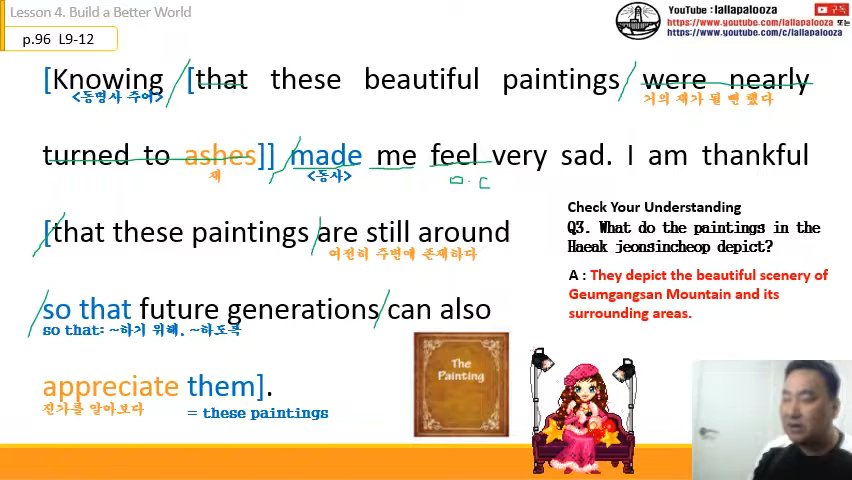 Lesson 4. Build a Better World
p.96 L9-12
YouTube : lallapalooza
구독
https://www.youtube.com/lallapalooza 또는
https://www.youtube.com/c/lallapalooza
[Knowing [that these beautiful paintings were nearly
<동명사 주어>
거의 재가 될 뻔 했다
turned to ashes]] made me feel very sad. I am thankful
재
<동사>
ㅁ.ㄷ
[that these paintings are still around
여전히 주변에 존재하다
so that future generations can also
so that: ~하기 위해, ~하도록
appreciate them].
진가를 알아보다
= these paintings
Check Your Understanding
Q3. What do the paintings in the
Haeak jeonsincheop depict?
A : They depict the beautiful scenery of
Geumgangsan Mountain and its
surrounding areas.
The
Painting